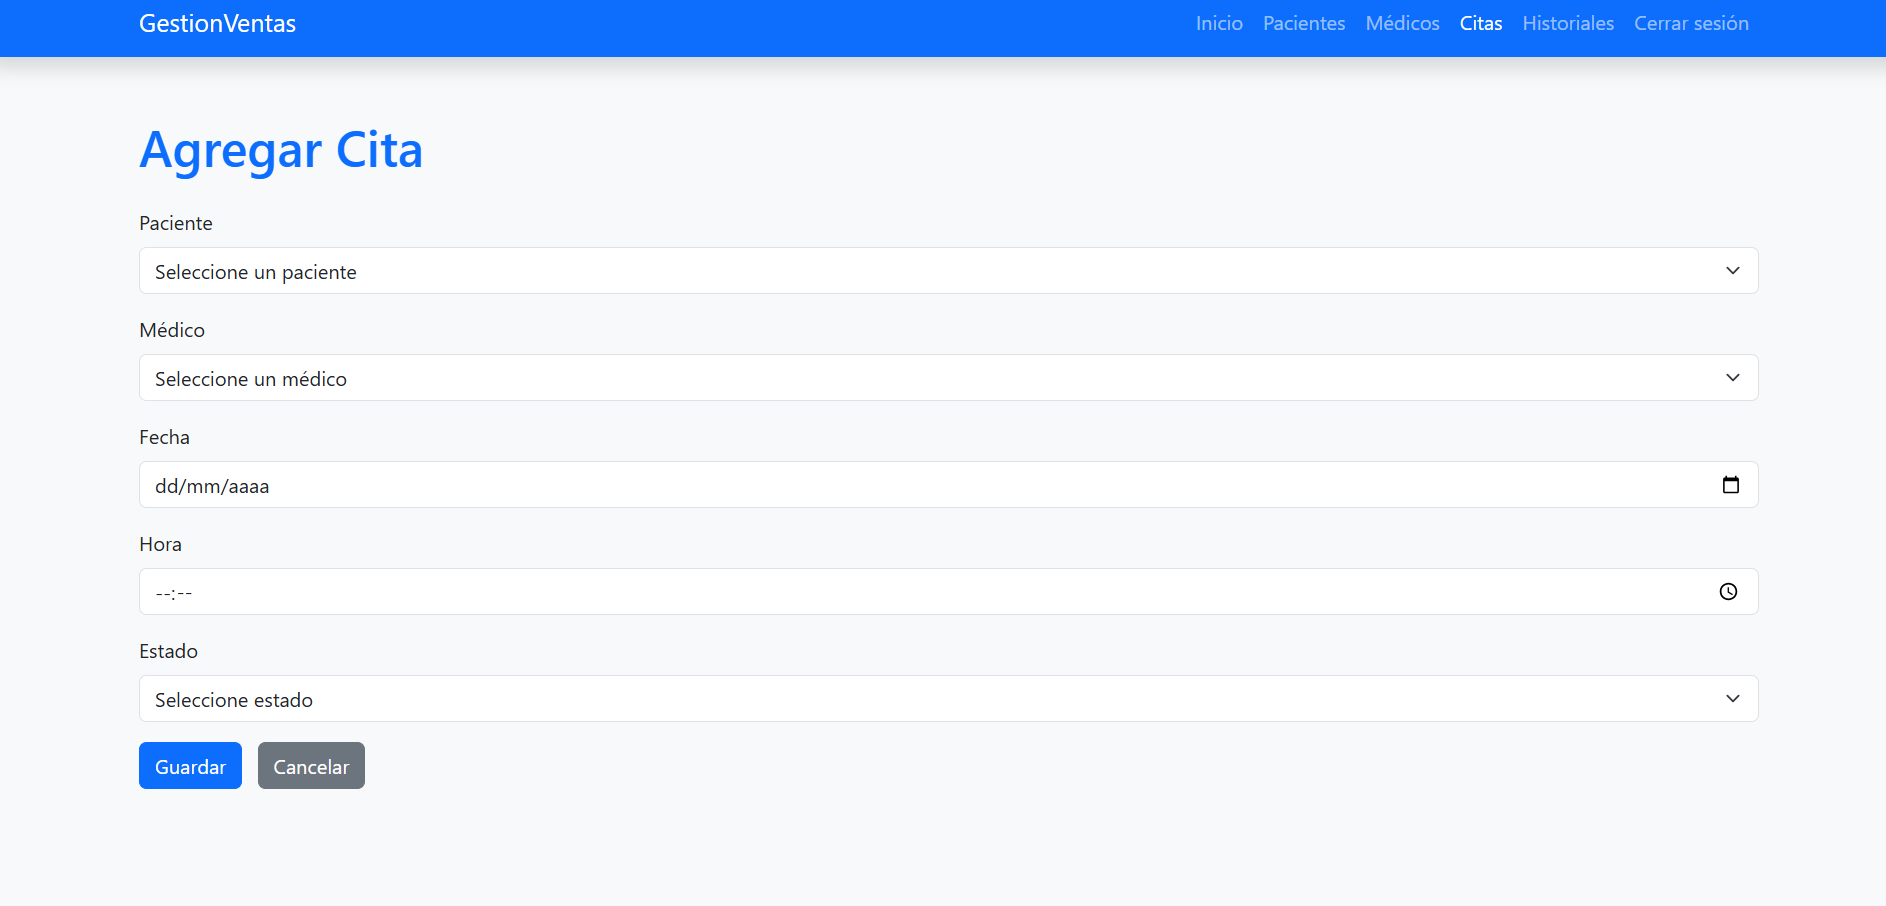 GestionVentas
Inicio Pacientes Médicos Citas Historiales Cerrar sesión
Agregar Cita
Paciente
Seleccione un paciente
Médico
Seleccione un médico
Fecha
dd/mm/aaaa
Hora
--:--
Estado
Seleccione estado
Guardar Cancelar